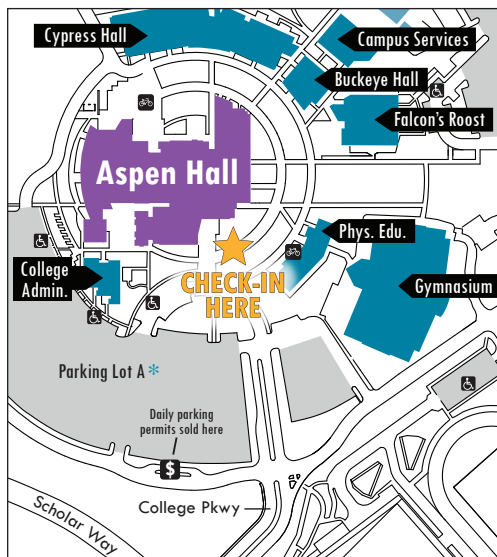 Cypress Hall
Campus Services
Buckeye Hall
Falcon's Roost
Aspen Hall
Phys. Edu.
College
Admin.
CHECK-IN
HERE
Gymnasium
Parking Lot A*
Daily parking
permits sold here
$
College Pkwy
Scholar Way